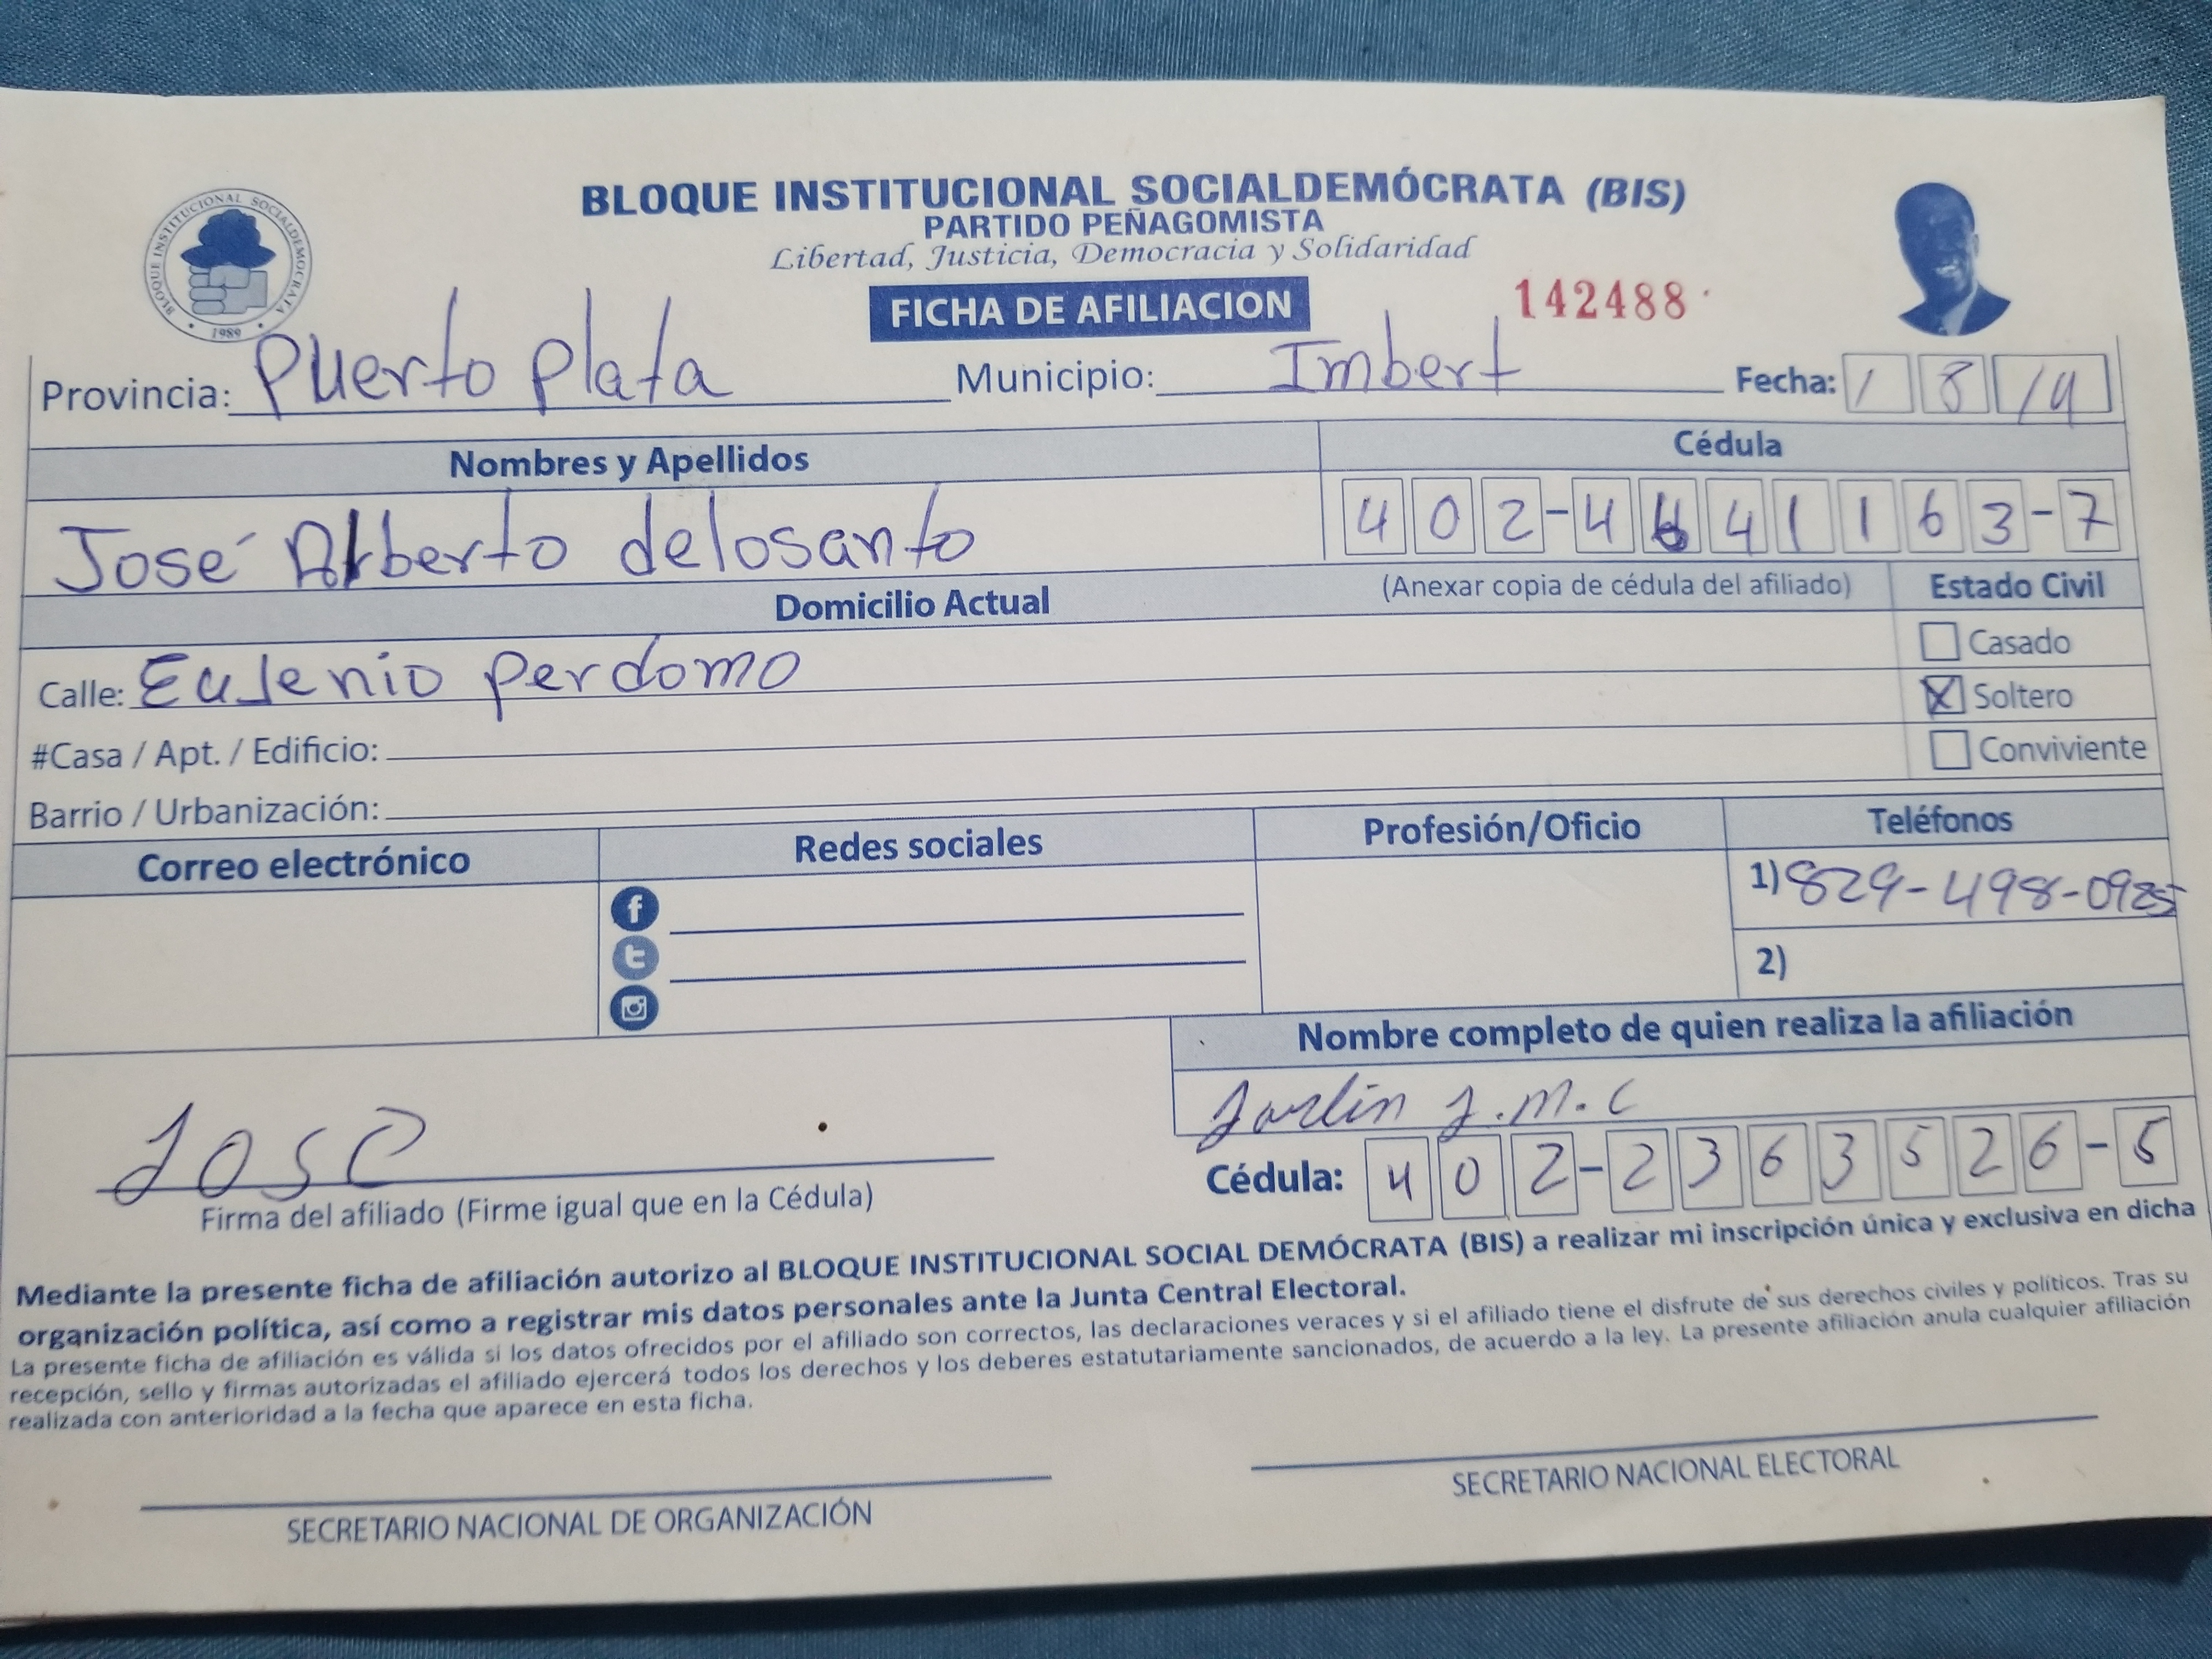 BLOQUE INSTITUCIONAL SOCIALDEMÓCRATA (BIS)
PARTIDO PEÑAGOMISTA
Libertad, Justicia, Democracia y Solidaridad
BLOQUE INSTITUCIONAL SOCIALDEMOCRATA
1989
FICHA DE AFILIACION
142488
Provincia: Puerto Plata Municipio: Imbert Fecha: 1 8 19
Nombres y Apellidos Cédula
José Alberto delosanto 402-4641163-7
Domicilio Actual (Anexar copia de cédula del afiliado) Estado Civil
Casado
Calle: Eugenio perdomo
X Soltero
#Casa / Apt. / Edificio:
Conviviente
Barrio / Urbanización:
Correo electrónico Redes sociales Profesión/Oficio Teléfonos
1) 829-498-0985
2)
Nombre completo de quien realiza la afiliación
J.M.C
José
Cédula: 402-2363526-5
Firma del afiliado (Firme igual que en la Cédula)
Mediante la presente ficha de afiliación autorizo al BLOQUE INSTITUCIONAL SOCIAL DEMÓCRATA (BIS) a realizar mi inscripción única y exclusiva en dicha
organización política, así como a registrar mis datos personales ante la Junta Central Electoral.
La presente ficha de afiliación es válida si los datos ofrecidos por el afiliado son correctos, las declaraciones veraces y si el afiliado tiene el disfrute de sus derechos civiles y políticos. Tras su
recepción, sello y firmas autorizadas el afiliado ejercerá todos los derechos y los deberes estatutariamente sancionados, de acuerdo a la ley. La presente afiliación anula cualquier afiliación
realizada con anterioridad a la fecha que aparece en esta ficha.
SECRETARIO NACIONAL DE ORGANIZACIÓN
SECRETARIO NACIONAL ELECTORAL